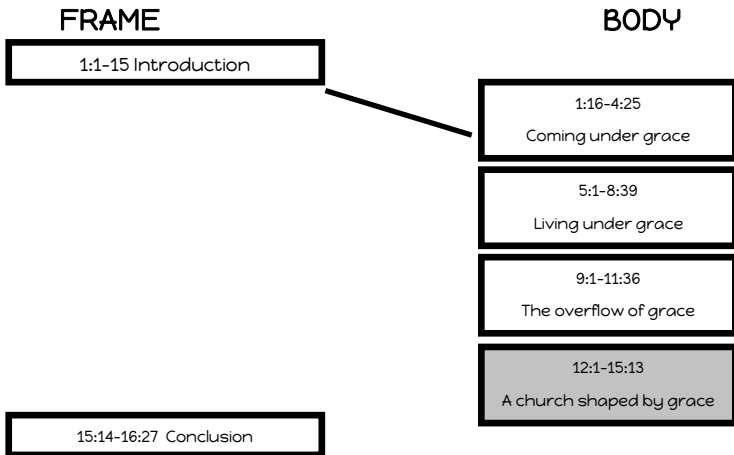 FRAME
BODY
1:1-15 Introduction
1:16-4:25
Coming under grace
5:1-8:39
Living under grace
9:1-11:36
The overflow of grace
12:1-15:13
A church shaped by grace
15:14-16:27 Conclusion